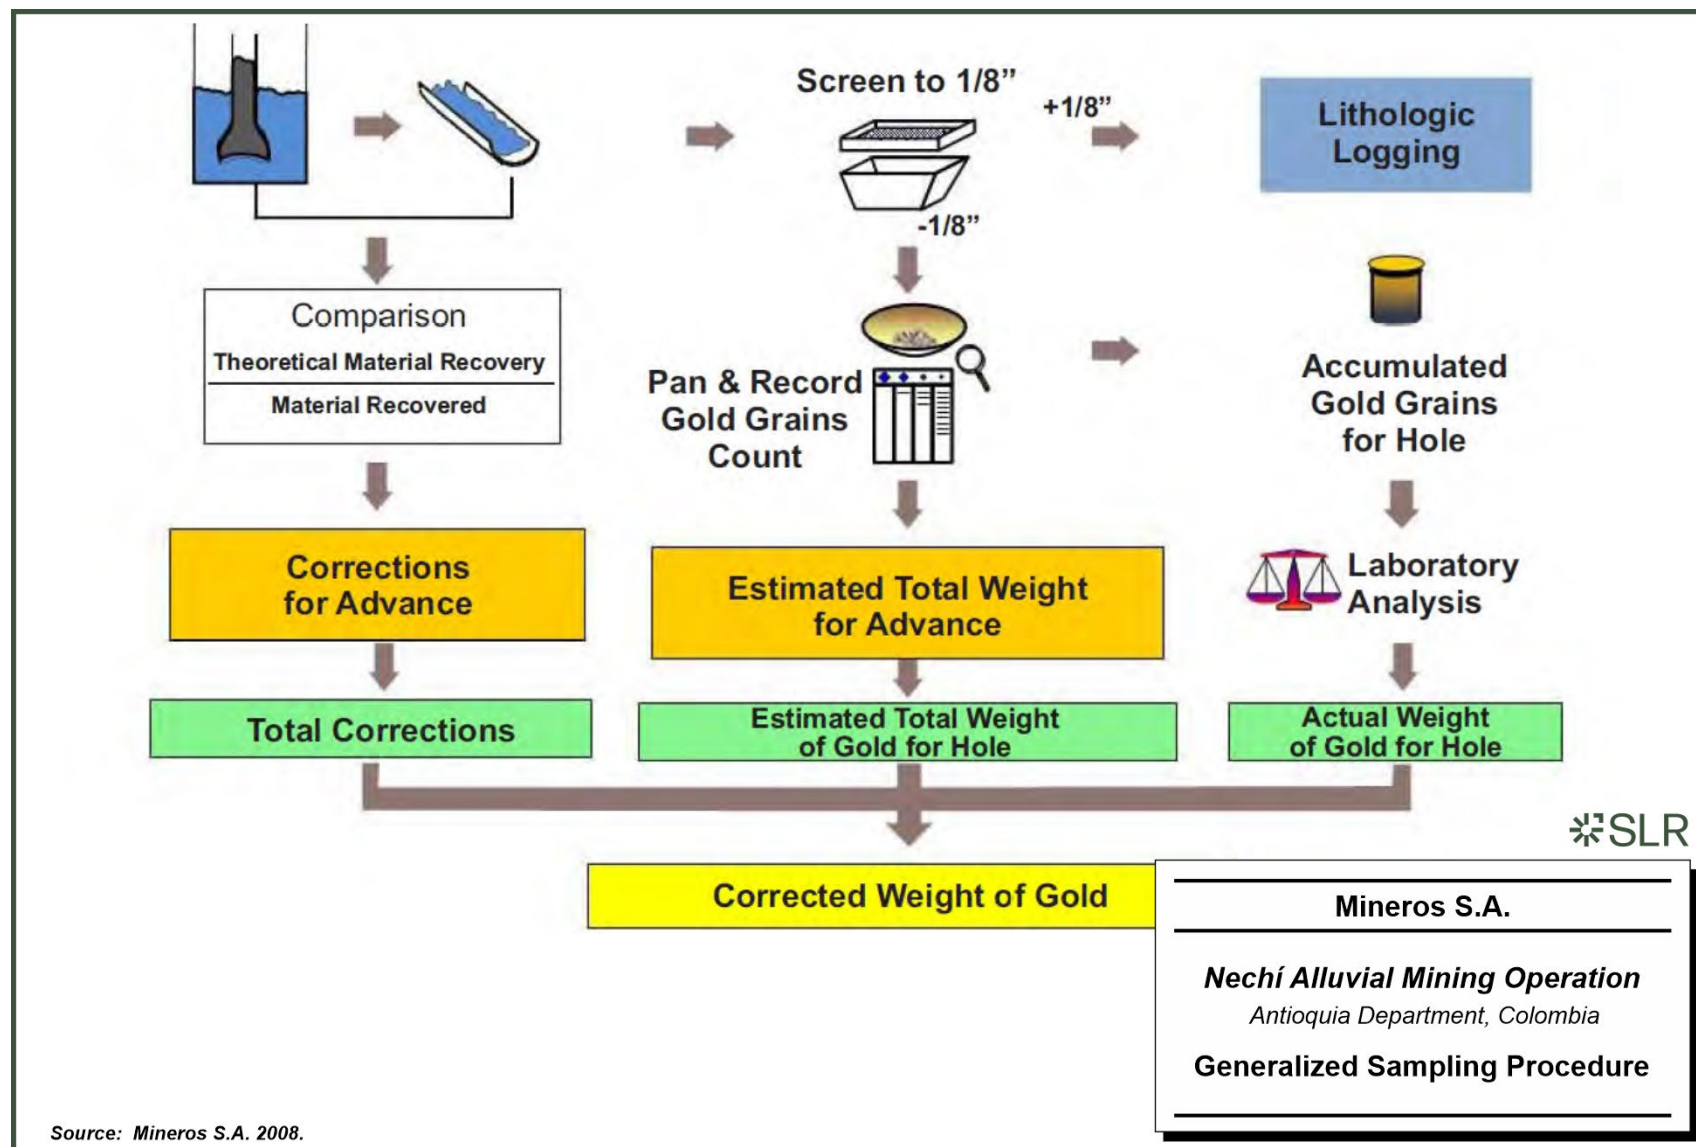 Screen to 1/8”
+1/8”
-1/8”
Lithologic
Logging
Comparison
Theoretical Material Recovery
Material Recovered
Pan & Record
Gold Grains
Count
Accumulated
Gold Grains
for Hole
Corrections
for Advance
Estimated Total Weight
for Advance
Laboratory
Analysis
Total Corrections
Estimated Total Weight
of Gold for Hole
Actual Weight
of Gold for Hole
Corrected Weight of Gold
SLR
Mineros S.A.
Nechí Alluvial Mining Operation
Antioquia Department, Colombia
Generalized Sampling Procedure
Source: Mineros S.A. 2008.